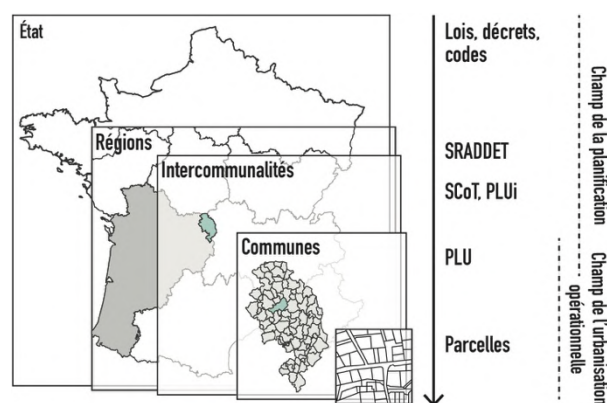 État
Régions
Intercommunalités
Communes
Lois, décrets,
codes
SRADDET
SCoT, PLUi
PLU
Parcelles
Champ de la planification
Champ de l'urbanisation
opérationnelle